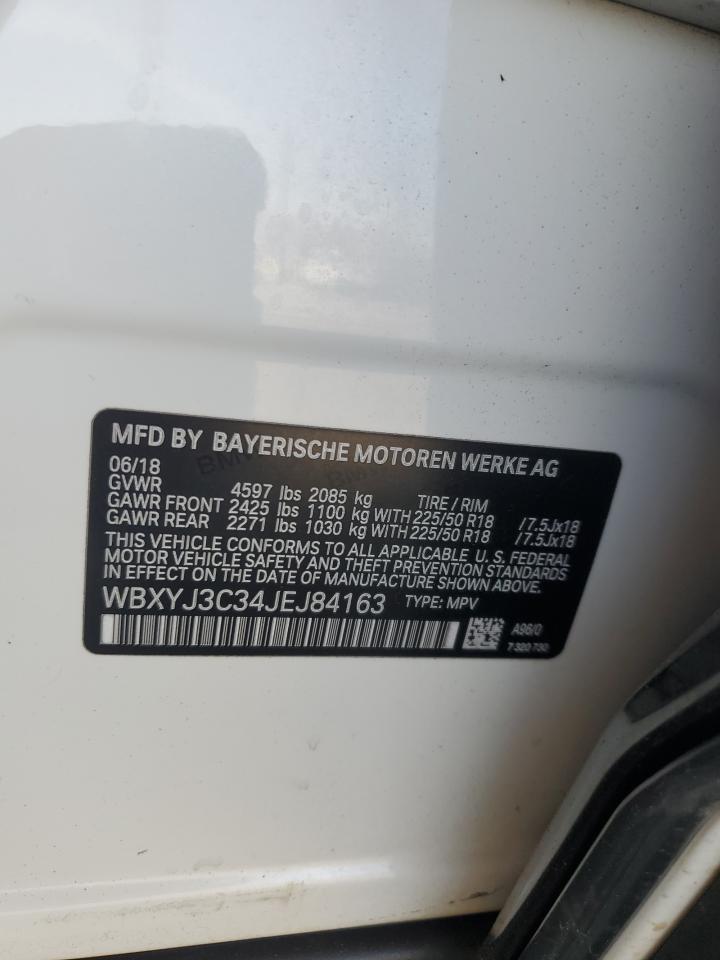 MFD BY BAYERISCHE MOTOREN WERKE AG
06/18
GVWR 4597 lbs 2085 kg TIRE / RIM
GAWR FRONT 2425 lbs 1100 kg WITH 225/50 R18 /7.5Jx18
GAWR REAR 2271 lbs 1030 kg WITH 225/50 R18 /7.5Jx18
THIS VEHICLE CONFORMS TO ALL APPLICABLE U. S. FEDERAL
MOTOR VEHICLE SAFETY AND THEFT PREVENTION STANDARDS
IN EFFECT ON THE DATE OF MANUFACTURE SHOWN ABOVE.
WBXYJ3C34JEJ84163 TYPE: MPV
A96/0
7 320 730